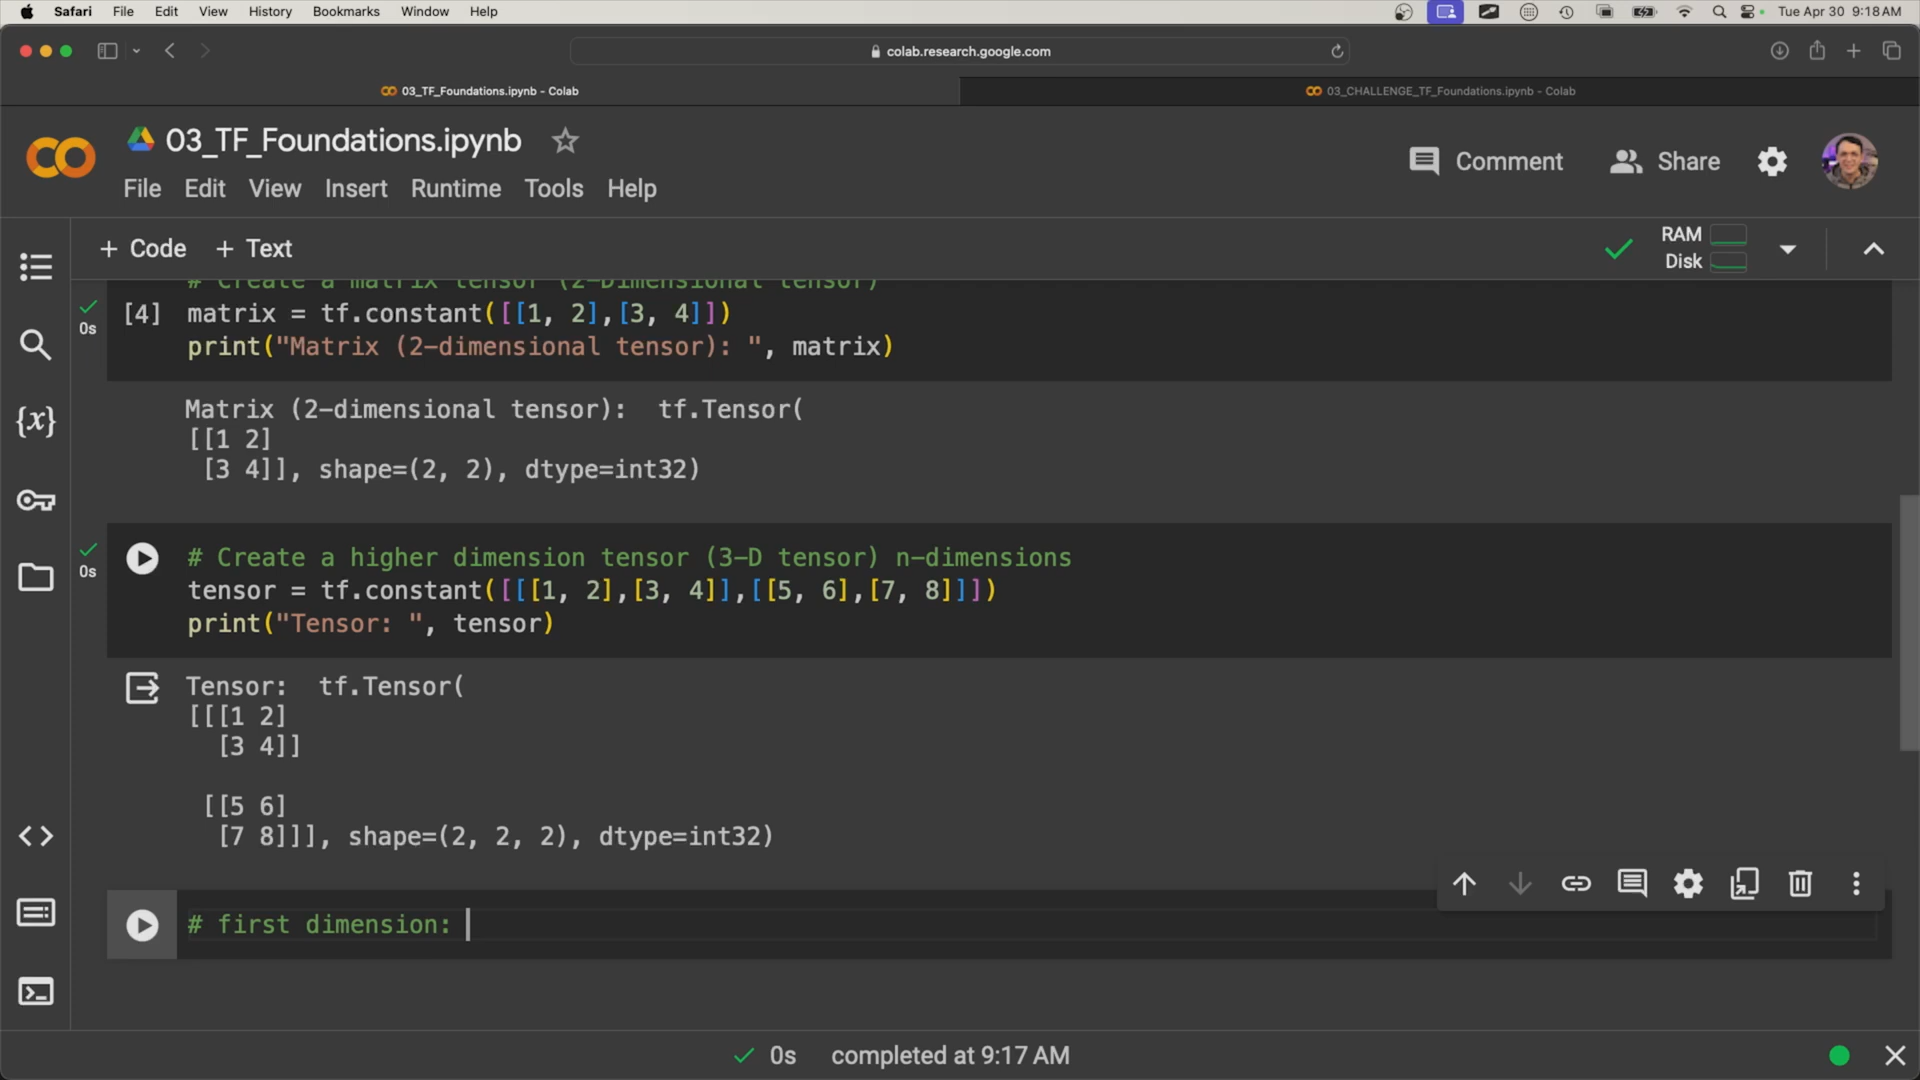 Safari File Edit View History Bookmarks Window Help Tue Apr 30 9:18 AM
colab.research.google.com
03_TF_Foundations.ipynb - Colab 03_CHALLENGE_TF_Foundations.ipynb - Colab
03_TF_Foundations.ipynb
Comment Share
File Edit View Insert Runtime Tools Help
+ Code + Text
RAM
Disk
# Create a matrix tensor (2-Dimensional tensor)
[4] matrix = tf.constant([[1, 2],[3, 4]])
0s
print("Matrix (2-dimensional tensor): ", matrix)
Matrix (2-dimensional tensor):  tf.Tensor(
[[1 2]
 [3 4]], shape=(2, 2), dtype=int32)
# Create a higher dimension tensor (3-D tensor) n-dimensions
0s
tensor = tf.constant([[[1, 2],[3, 4]],[[5, 6],[7, 8]]])
print("Tensor: ", tensor)
Tensor:  tf.Tensor(
[[[1 2]
  [3 4]]
 [[5 6]
  [7 8]]], shape=(2, 2, 2), dtype=int32)
# first dimension:
0s completed at 9:17 AM